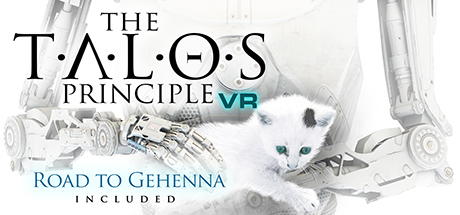 THE
T·A·L·O·S
PRINCIPLE VR
ROAD TO GEHENNA
INCLUDED